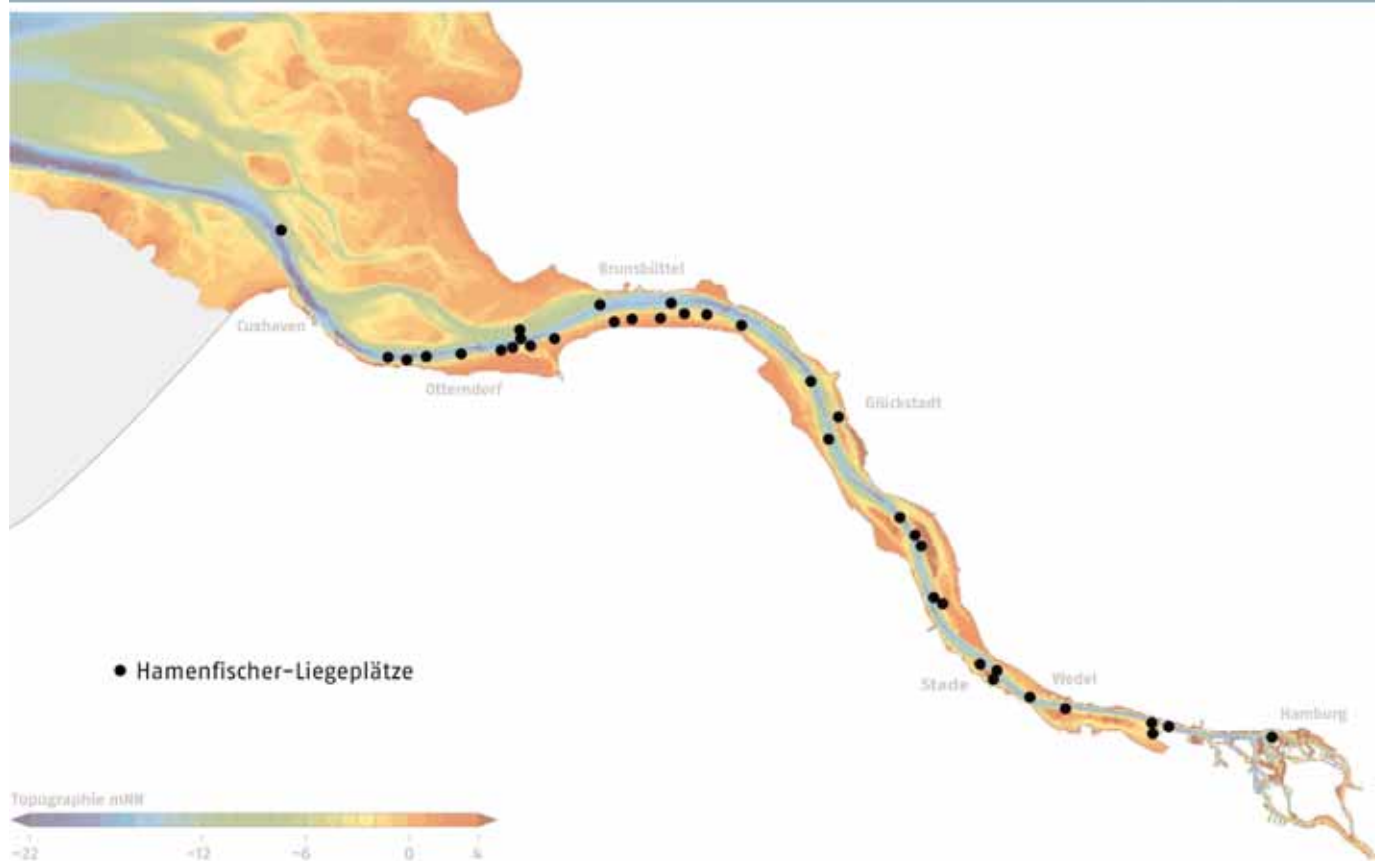 Brunsbüttel
Cuxhaven
Otterndorf
Glückstadt
Hamenfischer-Liegeplätze
Stade
Wedel
Hamburg
Topographie mNN
-22 -12 -6 0 4